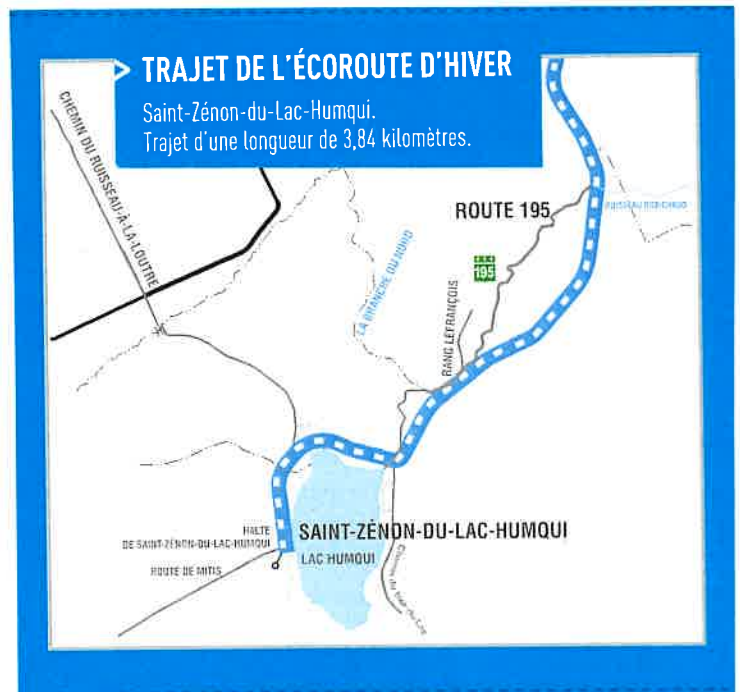 TRAJET DE L'ÉCOROUTE D'HIVER
Saint-Zénon-du-Lac-Humqui.
Trajet d'une longueur de 3,84 kilomètres.
CHEMIN DU RUISSEAU-À-LA-LOUTRE
ROUTE 195
195
LA BRANCHE DU NORD
RANG LEFRANÇOIS
HALTE
DE SAINT-ZÉNON-DU-LAC-HUMQUI
SAINT-ZÉNON-DU-LAC-HUMQUI
LAC HUMQUI
ROUTE DE MITIS